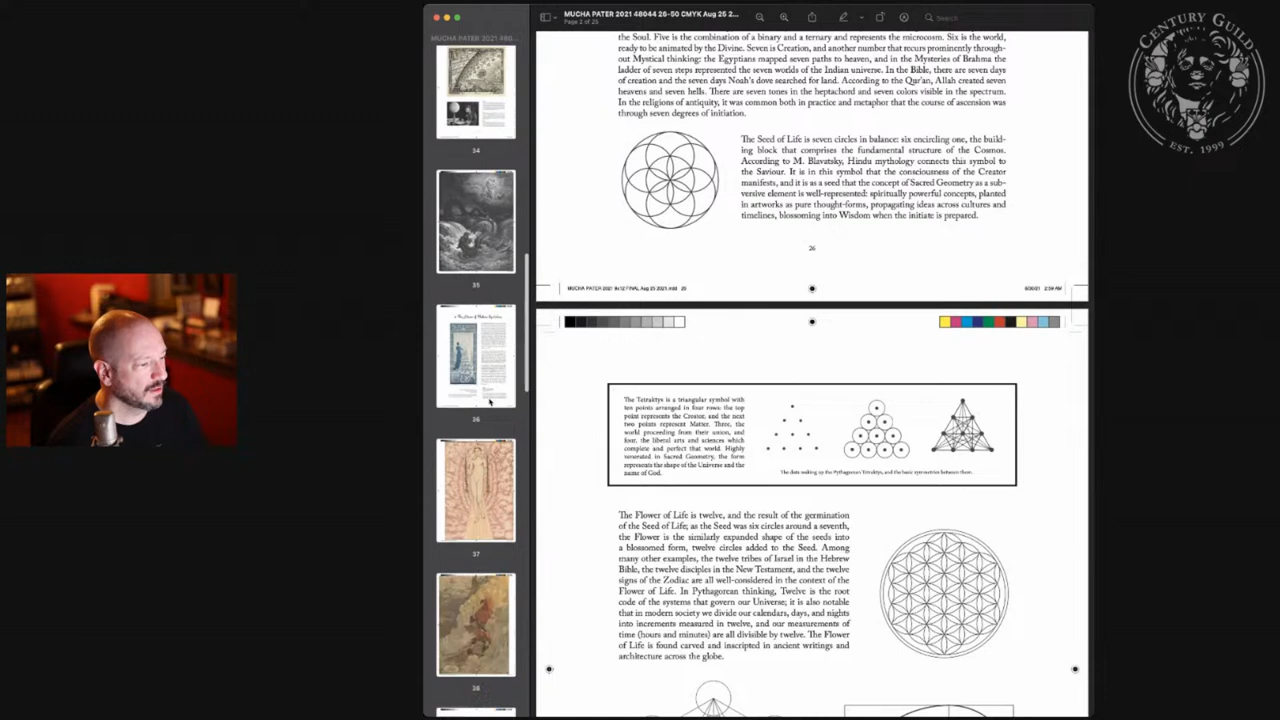 MUCHA PATER 2021 48044 26-50 CMYK Aug 25 2...
Page 2 of 25
Search
MUCHA PATER 2021 480...
34
35
36
37
38
CENTURY GUILD
EST. 1999
the Soul. Five is the combination of a binary and a ternary and represents the microcosm. Six is the world,
ready to be animated by the Divine. Seven is Creation, and another number that recurs prominently through-
out Mystical thinking: the Egyptians mapped seven paths to heaven, and in the Mysteries of Brahma the
ladder of seven steps represented the seven worlds of the Indian universe. In the Bible, there are seven days
of creation and the seven days Noah's dove searched for land. According to the Qur'an, Allah created seven
heavens and seven hells. There are seven tones in the heptachord and seven colors visible in the spectrum.
In the religions of antiquity, it was common both in practice and metaphor that the course of ascension was
through seven degrees of initiation.
The Seed of Life is seven circles in balance: six encircling one, the build-
ing block that comprises the fundamental structure of the Cosmos.
According to M. Blavatsky, Hindu mythology connects this symbol to
the Saviour. It is in this symbol that the consciousness of the Creator
manifests, and it is as a seed that the concept of Sacred Geometry as a sub-
versive element is well-represented: spiritually powerful concepts, planted
in artworks as pure thought-forms, propagating ideas across cultures and
timelines, blossoming into Wisdom when the initiate is prepared.
26
MUCHA PATER 2021 9x12 FINAL Aug 25 2021.indd 26
2:59 AM
The Tetraktys is a triangular symbol with
ten points arranged in four rows: the top
point represents the Creator, and the next
two points represent Matter. Three, the
world proceeding from their union, and
four, the liberal arts and sciences which
complete and perfect that world. Highly
venerated in Sacred Geometry, the form
represents the shape of the Universe and the
name of God.
The dots making up the Pythagorean Tetraktys, and the basic symmetries between them.
The Flower of Life is twelve, and the result of the germination
of the Seed of Life; as the Seed was six circles around a seventh,
the Flower is the similarly expanded shape of the seeds into
a blossomed form, twelve circles added to the Seed. Among
many other examples, the twelve tribes of Israel in the Hebrew
Bible, the twelve disciples in the New Testament, and the twelve
signs of the Zodiac are all well-considered in the context of the
Flower of Life. In Pythagorean thinking, Twelve is the root
code of the systems that govern our Universe; it is also notable
that in modern society we divide our calendars, days, and nights
into increments measured in twelve, and our measurements of
time (hours and minutes) are all divisible by twelve. The Flower
of Life is found carved and inscripted in ancient writings and
architecture across the globe.